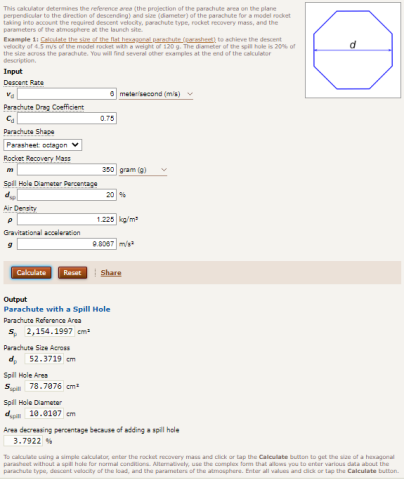 This calculator determines the reference area (the projection of the parachute area on the plane
perpendicular to the direction of descending) and size (diameter) of the parachute for a model rocket
taking into account the required descent velocity, parachute type, rocket recovery mass, and the
parameters of the atmosphere at the launch site.
Example 1: Calculate the size of the flat hexagonal parachute (parasheet) to achieve the descent
velocity of 4.5 m/s of the model rocket with a weight of 120 g. The diameter of the spill hole is 20% of
the size across the parachute. You will find several other examples at the end of the calculator
description.
d
Input
Descent Rate
vd 6 meter/second (m/s)
Parachute Drag Coefficient
Cd 0.75
Parachute Shape
Parasheet: octagon
Rocket Recovery Mass
m 350 gram (g)
Spill Hole Diameter Percentage
dsp 20 %
Air Density
ρ 1.225 kg/m³
Gravitational acceleration
g 9.8067 m/s²
Calculate Reset Share
Output
Parachute with a Spill Hole
Parachute Reference Area
Sp 2,154.1997 cm²
Parachute Size Across
dp 52.3719 cm
Spill Hole Area
Sspill 78.7076 cm²
Spill Hole Diameter
dspill 10.0107 cm
Area decreasing percentage because of adding a spill hole
3.7922 %
To calculate using a simple calculator, enter the rocket recovery mass and click or tap the Calculate button to get the size of a hexagonal
parasheet without a spill hole for normal conditions. Alternatively, use the complex form that allows you to enter various data about the
parachute type, descent velocity of the load, and the parameters of the atmosphere. Enter all values and click or tap the Calculate button.